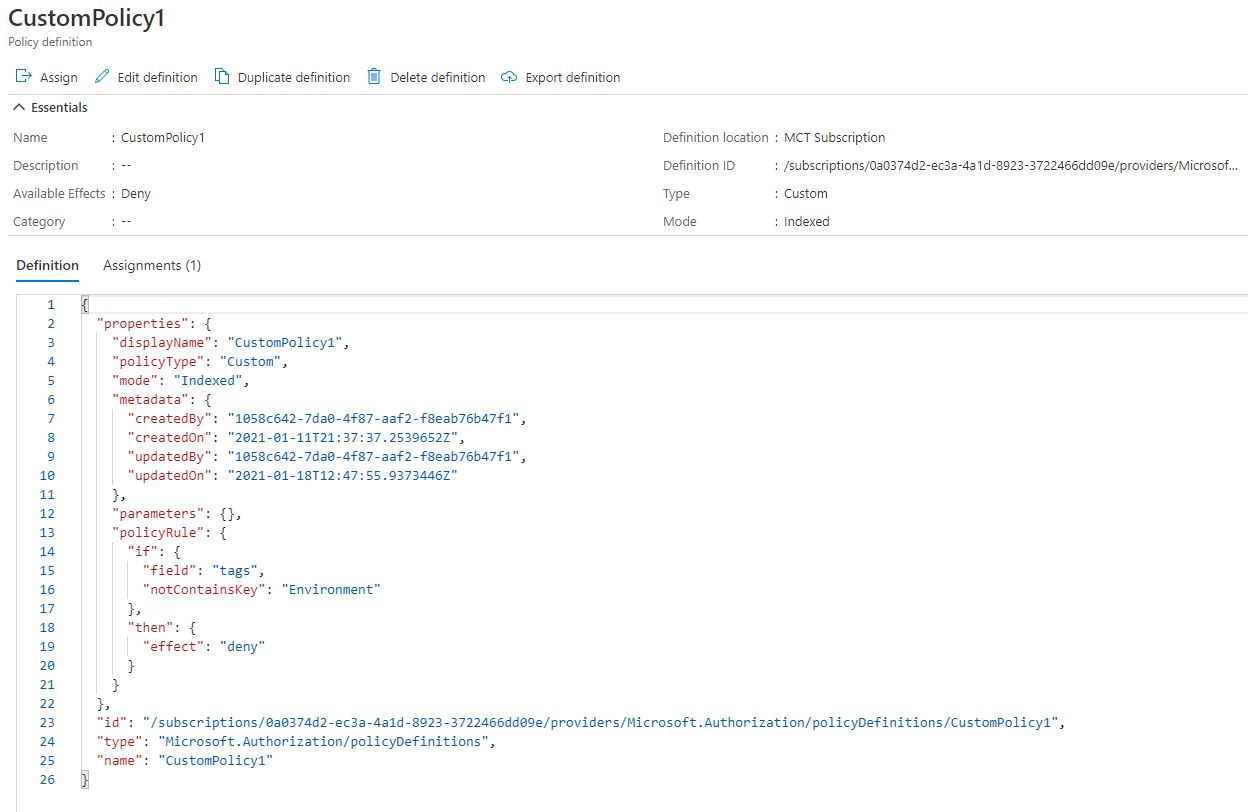 CustomPolicy1
Policy definition
Assign Edit definition Duplicate definition Delete definition Export definition
Essentials
Name : CustomPolicy1 Definition location : MCT Subscription
Description : -- Definition ID : /subscriptions/0a0374d2-ec3a-4a1d-8923-3722466dd09e/providers/Microsof...
Available Effects : Deny Type : Custom
Category : -- Mode : Indexed
Definition Assignments (1)
1 {
2 "properties": {
3 "displayName": "CustomPolicy1",
4 "policyType": "Custom",
5 "mode": "Indexed",
6 "metadata": {
7 "createdBy": "1058c642-7da0-4f87-aaf2-f8eab76b47f1",
8 "createdOn": "2021-01-11T21:37:37.2539652Z",
9 "updatedBy": "1058c642-7da0-4f87-aaf2-f8eab76b47f1",
10 "updatedOn": "2021-01-18T12:47:55.9373446Z"
11 },
12 "parameters": {},
13 "policyRule": {
14 "if": {
15 "field": "tags",
16 "notContainsKey": "Environment"
17 },
18 "then": {
19 "effect": "deny"
20 }
21 }
22 },
23 "id": "/subscriptions/0a0374d2-ec3a-4a1d-8923-3722466dd09e/providers/Microsoft.Authorization/policyDefinitions/CustomPolicy1",
24 "type": "Microsoft.Authorization/policyDefinitions",
25 "name": "CustomPolicy1"
26 }